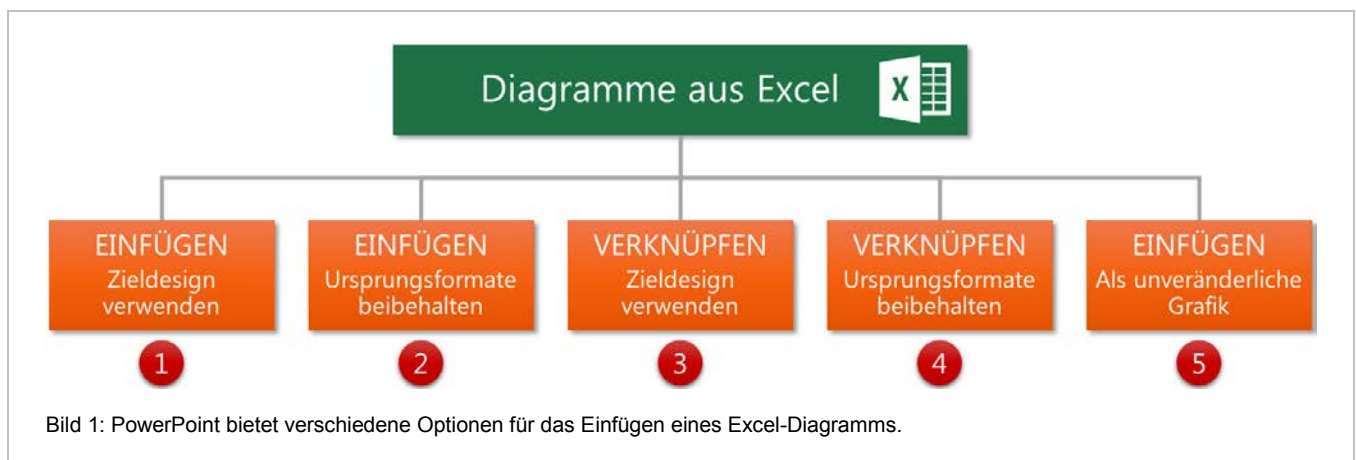 Diagramme aus Excel
X
EINFÜGEN
Zieldesign
verwenden
EINFÜGEN
Ursprungsformate
beibehalten
VERKNÜPFEN
Zieldesign
verwenden
VERKNÜPFEN
Ursprungsformate
beibehalten
EINFÜGEN
Als unveränderliche
Grafik
1
2
3
4
5
Bild 1: PowerPoint bietet verschiedene Optionen für das Einfügen eines Excel-Diagramms.